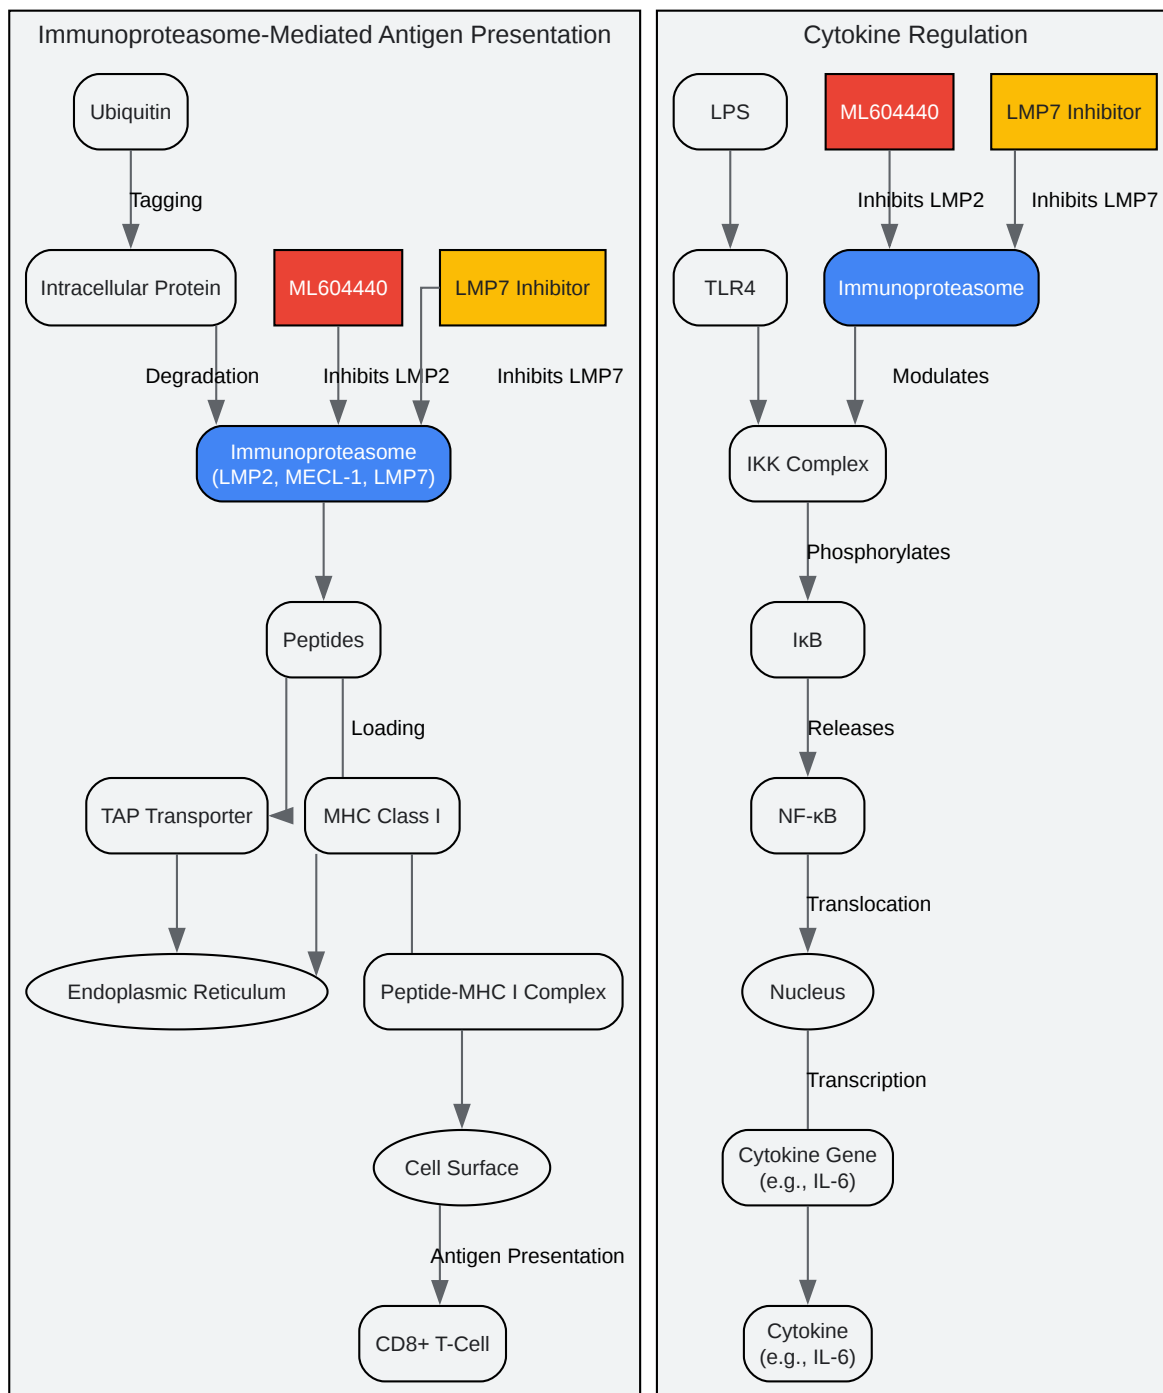 Immunoproteasome-Mediated Antigen Presentation
Ubiquitin
Tagging
Intracellular Protein
ML604440
LMP7 Inhibitor
Degradation
Inhibits LMP2
Inhibits LMP7
Immunoproteasome
(LMP2, MECL-1, LMP7)
Peptides
Loading
TAP Transporter
MHC Class I
Endoplasmic Reticulum
Peptide-MHC I Complex
Cell Surface
Antigen Presentation
CD8+ T-Cell
Cytokine Regulation
LPS
ML604440
LMP7 Inhibitor
Inhibits LMP2
Inhibits LMP7
TLR4
Immunoproteasome
Modulates
IKK Complex
Phosphorylates
IκB
Releases
NF-κB
Translocation
Nucleus
Transcription
Cytokine Gene
(e.g., IL-6)
Cytokine
(e.g., IL-6)